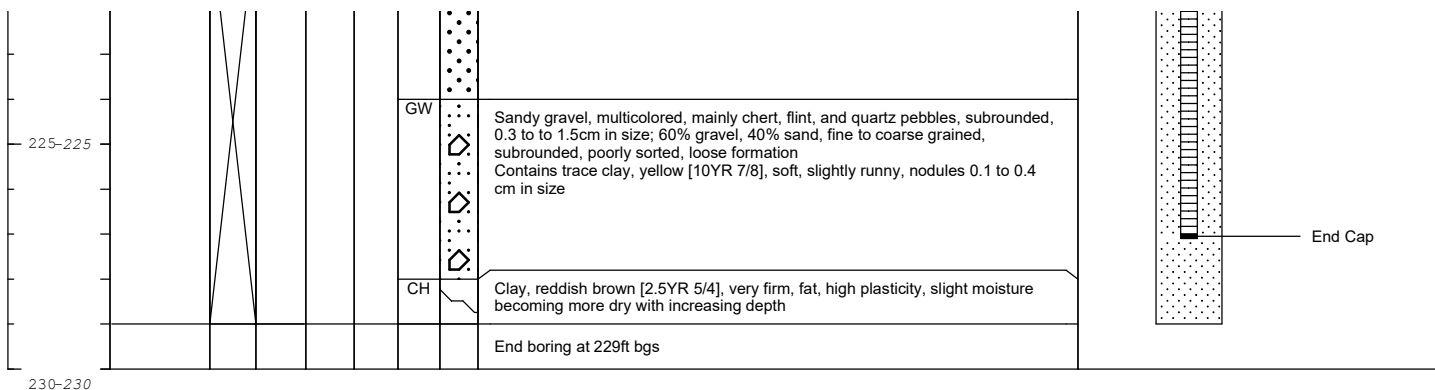 GW
Sandy gravel, multicolored, mainly chert, flint, and quartz pebbles, subrounded,
0.3 to to 1.5cm in size; 60% gravel, 40% sand, fine to coarse grained,
subrounded, poorly sorted, loose formation
Contains trace clay, yellow [10YR 7/8], soft, slightly runny, nodules 0.1 to 0.4
cm in size
225-225
End Cap
CH
Clay, reddish brown [2.5YR 5/4], very firm, fat, high plasticity, slight moisture
becoming more dry with increasing depth
End boring at 229ft bgs
230-230